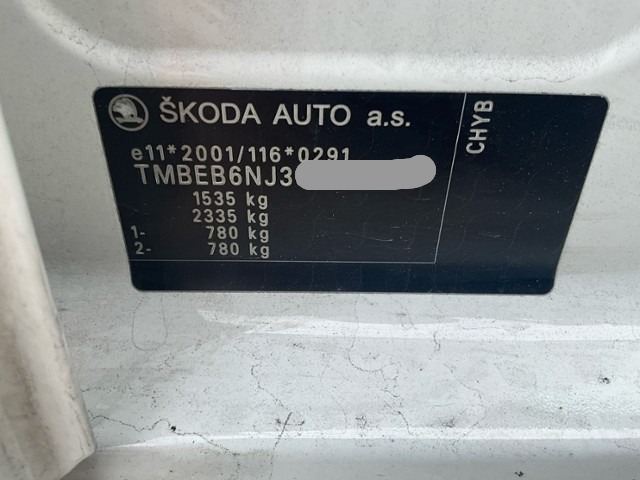 ŠKODA AUTO a.s.
e11*2001/116*0291
TMBEB6NJ3
1535 kg
2335 kg
1- 780 kg
2- 780 kg
CHYB